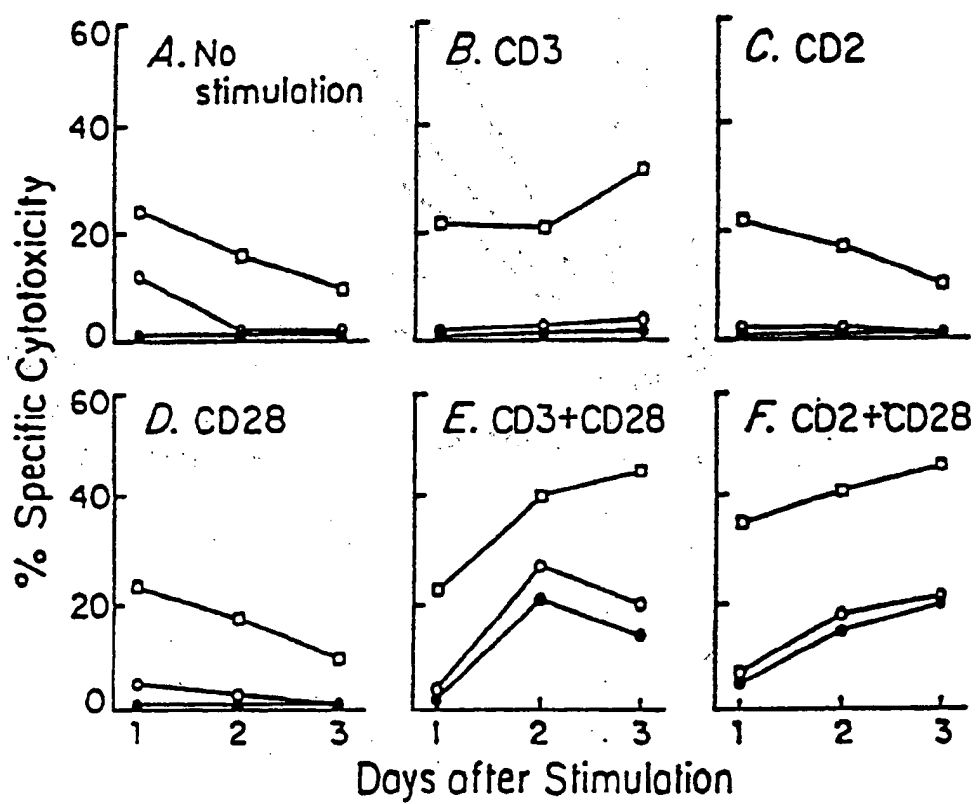 % Specific Cytotoxicity
60
40
20
0
A. No
stimulation
B. CD3
C. CD2
60
40
20
0
D. CD28
E. CD3+CD28
F. CD2+CD28
1 2 3
1 2 3
1 2 3
Days after Stimulation